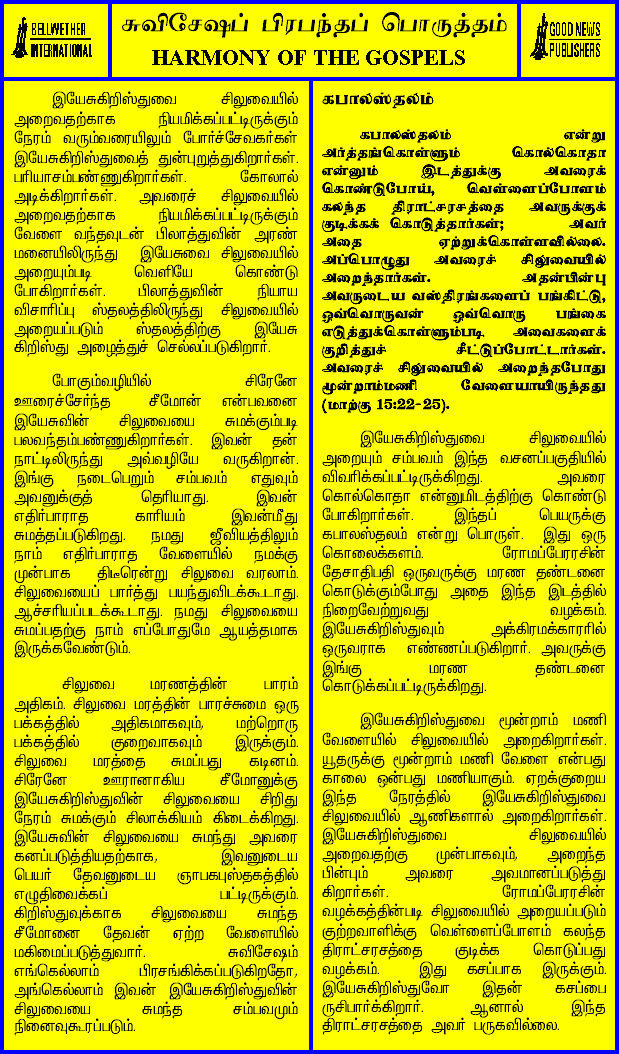 BELLWETHER
INTERNATIONAL
சுவிசேஷப் பிரபந்தப் பொருத்தம்
HARMONY OF THE GOSPELS
GOOD NEWS
PUBLISHERS
இயேசுகிறிஸ்துவை சிலுவையில்
அறைவதற்காக நியமிக்கப்பட்டிருக்கும்
நேரம் வரும்வரையிலும் போர்ச்சேவகர்கள்
இயேசுகிறிஸ்துவைத் துன்புறுத்துகிறார்கள்.
பரியாசம்பண்ணுகிறார்கள். கோலால்
அடிக்கிறார்கள். அவரைச் சிலுவையில்
அறைவதற்காக நியமிக்கப்பட்டிருக்கும்
வேளை வந்தவுடன் பிலாத்துவின் அரண்
மனையிலிருந்து இயேசுவை சிலுவையில்
அறையும்படி வெளியே கொண்டு
போகிறார்கள். பிலாத்துவின் நியாய
விசாரிப்பு ஸ்தலத்திலிருந்து சிலுவையில்
அறையப்படும் ஸ்தலத்திற்கு இயேசு
கிறிஸ்து அழைத்துச் செல்லப்படுகிறார்.
போகும்வழியில் சிரேனே
ஊரைச்சேர்ந்த சீமோன் என்பவனை
இயேசுவின் சிலுவையை சுமக்கும்படி
பலவந்தம்பண்ணுகிறார்கள். இவன் தன்
நாட்டிலிருந்து அவ்வழியே வருகிறான்.
இங்கு நடைபெறும் சம்பவம் எதுவும்
அவனுக்குத் தெரியாது. இவன்
எதிர்பாராத காரியம் இவன்மீது
சுமத்தப்படுகிறது. நமது ஜீவியத்திலும்
நாம் எதிர்பாராத வேளையில் நமக்கு
முன்பாக திடீரென்று சிலுவை வரலாம்.
சிலுவையைப் பார்த்து பயந்துவிடக்கூடாது.
ஆச்சரியப்படக்கூடாது. நமது சிலுவையை
சுமப்பதற்கு நாம் எப்போதுமே ஆயத்தமாக
இருக்கவேண்டும்.
சிலுவை மரணத்தின் பாரம்
அதிகம். சிலுவை மரத்தின் பாரச்சுமை ஒரு
பக்கத்தில் அதிகமாகவும், மற்றொரு
பக்கத்தில் குறைவாகவும் இருக்கும்.
சிலுவை மரத்தை சுமப்பது கடினம்.
சிரேனே ஊரானாகிய சீமோனுக்கு
இயேசுகிறிஸ்துவின் சிலுவையை சிறிது
நேரம் சுமக்கும் சிலாக்கியம் கிடைக்கிறது.
இயேசுவின் சிலுவையை சுமந்து அவரை
கனப்படுத்தியதற்காக, இவனுடைய
பெயர் தேவனுடைய ஞாபகபுஸ்தகத்தில்
எழுதிவைக்கப் பட்டிருக்கும்.
கிறிஸ்துவுக்காக சிலுவையை சுமந்த
சீமோனை தேவன் ஏற்ற வேளையில்
மகிமைப்படுத்துவார். சுவிசேஷம்
எங்கெல்லாம் பிரசங்கிக்கப்படுகிறதோ,
அங்கெல்லாம் இவன் இயேசுகிறிஸ்துவின்
சிலுவையை சுமந்த சம்பவமும்
நினைவுகூரப்படும்.
கபாலஸ்தலம்
கபாலஸ்தலம் என்று
அர்த்தங்கொள்ளும் கொல்கொதா
என்னும் இடத்துக்கு அவரைக்
கொண்டுபோய், வெள்ளைப்போளம்
கலந்த திராட்சரசத்தை அவருக்குக்
குடிக்கக் கொடுத்தார்கள்; அவர்
அதை ஏற்றுக்கொள்ளவில்லை.
அப்பொழுது அவரைச் சிலுவையில்
அறைந்தார்கள். அதன்பின்பு
அவருடைய வஸ்திரங்களைப் பங்கிட்டு,
ஒவ்வொருவன் ஒவ்வொரு பங்கை
எடுத்துக்கொள்ளும்படி அவைகளைக்
குறித்துச் சீட்டுப்போட்டார்கள்.
அவரைச் சிலுவையில் அறைந்தபோது
மூன்றாம்மணி வேளையாயிருந்தது
(மாற்கு 15:22-25).
இயேசுகிறிஸ்துவை சிலுவையில்
அறையும் சம்பவம் இந்த வசனப்பகுதியில்
விவரிக்கப்பட்டிருக்கிறது. அவரை
கொல்கொதா என்னுமிடத்திற்கு கொண்டு
போகிறார்கள். இந்தப் பெயருக்கு
கபாலஸ்தலம் என்று பொருள். இது ஒரு
கொலைக்களம். ரோமப்பேரரசின்
தேசாதிபதி ஒருவருக்கு மரண தண்டனை
கொடுக்கும்போது அதை இந்த இடத்தில்
நிறைவேற்றுவது வழக்கம்.
இயேசுகிறிஸ்துவும் அக்கிரமக்காரரில்
ஒருவராக எண்ணப்படுகிறார். அவருக்கு
இங்கு மரண தண்டனை
கொடுக்கப்பட்டிருக்கிறது.
இயேசுகிறிஸ்துவை மூன்றாம் மணி
வேளையில் சிலுவையில் அறைகிறார்கள்.
யூதருக்கு மூன்றாம் மணி வேளை என்பது
காலை ஒன்பது மணியாகும். ஏறக்குறைய
இந்த நேரத்தில் இயேசுகிறிஸ்துவை
சிலுவையில் ஆணிகளால் அறைகிறார்கள்.
இயேசுகிறிஸ்துவை சிலுவையில்
அறைவதற்கு முன்பாகவும், அறைந்த
பின்பும் அவரை அவமானப்படுத்து
கிறார்கள். ரோமப்பேரரசின்
வழக்கத்தின்படி சிலுவையில் அறையப்படும்
குற்றவாளிக்கு வெள்ளைப்போளம் கலந்த
திராட்சரசத்தை குடிக்க கொடுப்பது
வழக்கம். இது கசப்பாக இருக்கும்.
இயேசுகிறிஸ்துவோ இதன் கசப்பை
ருசிபார்க்கிறார். ஆனால் இந்த
திராட்சரசத்தை அவர் பருகவில்லை.